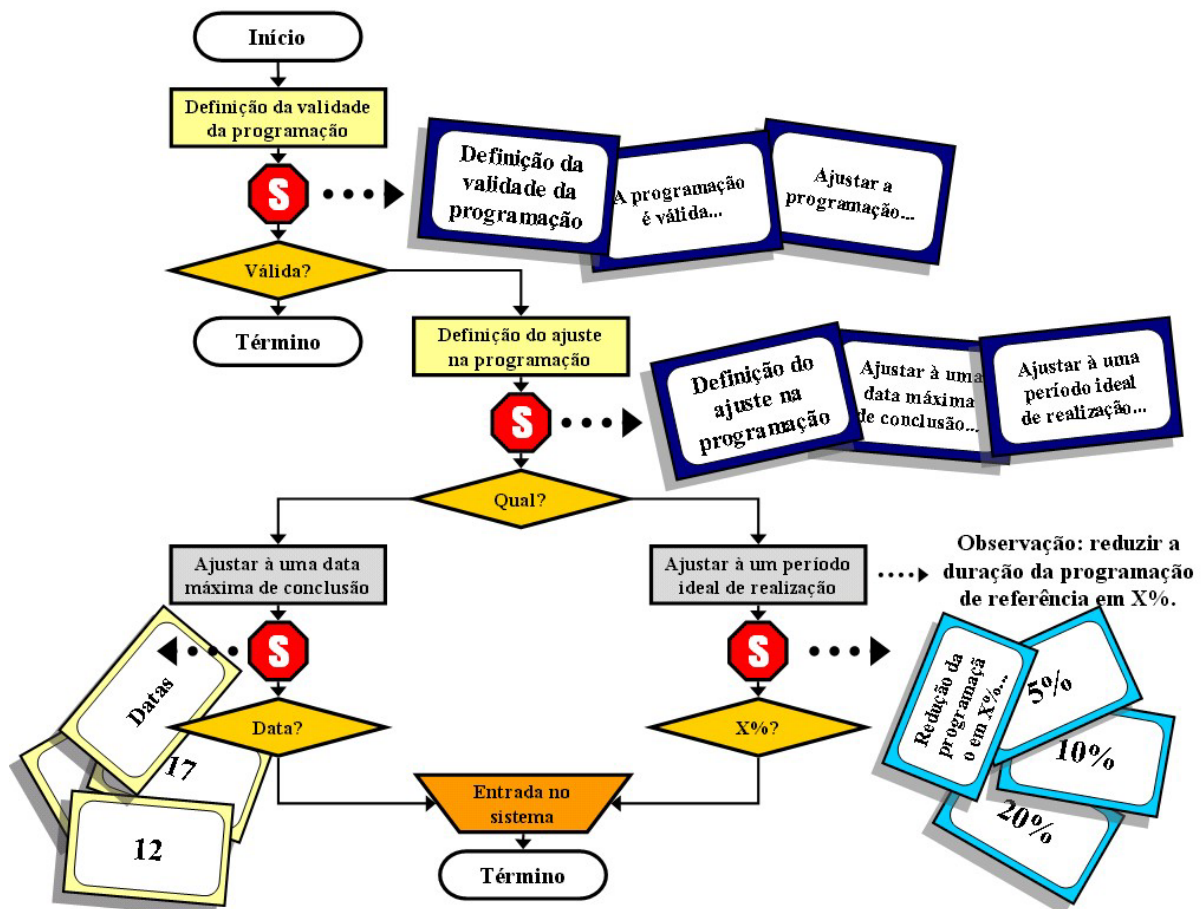 Início
Definição da validade
da programação
S
Definição da
validade da
programação
A programação
é válida...
Ajustar a
programação...
Válida?
Término
Definição do ajuste
na programação
S
Definição do
ajuste na
programação
Ajustar à uma
data máxima
de conclusão...
Ajustar à uma
período ideal
de realização...
Qual?
Ajustar à uma data
máxima de conclusão
Ajustar à um período
ideal de realização
Observação: reduzir a
duração da programação
de referência em X%.
S
Datas
17
12
S
Redução da
programaçã
o em X%...
5%
10%
20%
Data?
X%?
Entrada no
sistema
Término